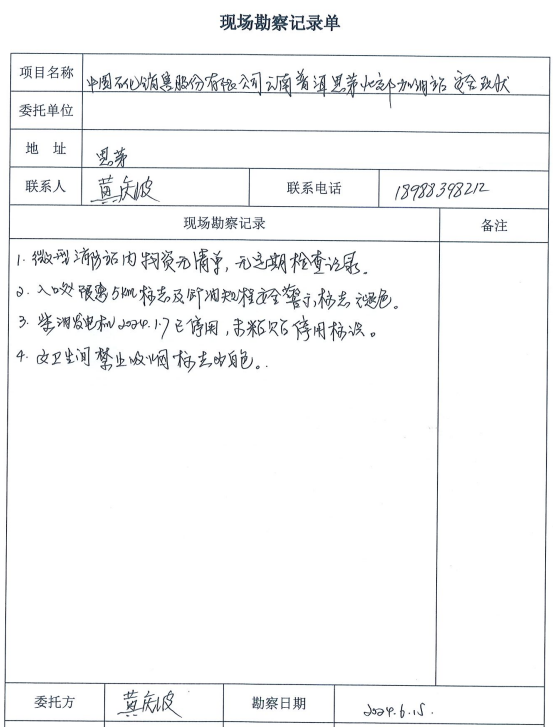 现场勘察记录单
项目名称 中国石化销售股份有限公司云南普洱思茅北部加油站安全现状
委托单位
地 址 思茅
联系人 黄庆波 联系电话 18988398212
现场勘察记录 备注
1. 微型消防站内物资无清单,无定期检查记录。
2. 入口处限速5km标志及卸油规程安全警示标志褪色。
3. 柴油发电机2024.1.7已停用,未粘贴停用标识。
4. 女卫生间禁止吸烟标志褪色。
委托方 黄庆波 勘察日期 2024.6.15.